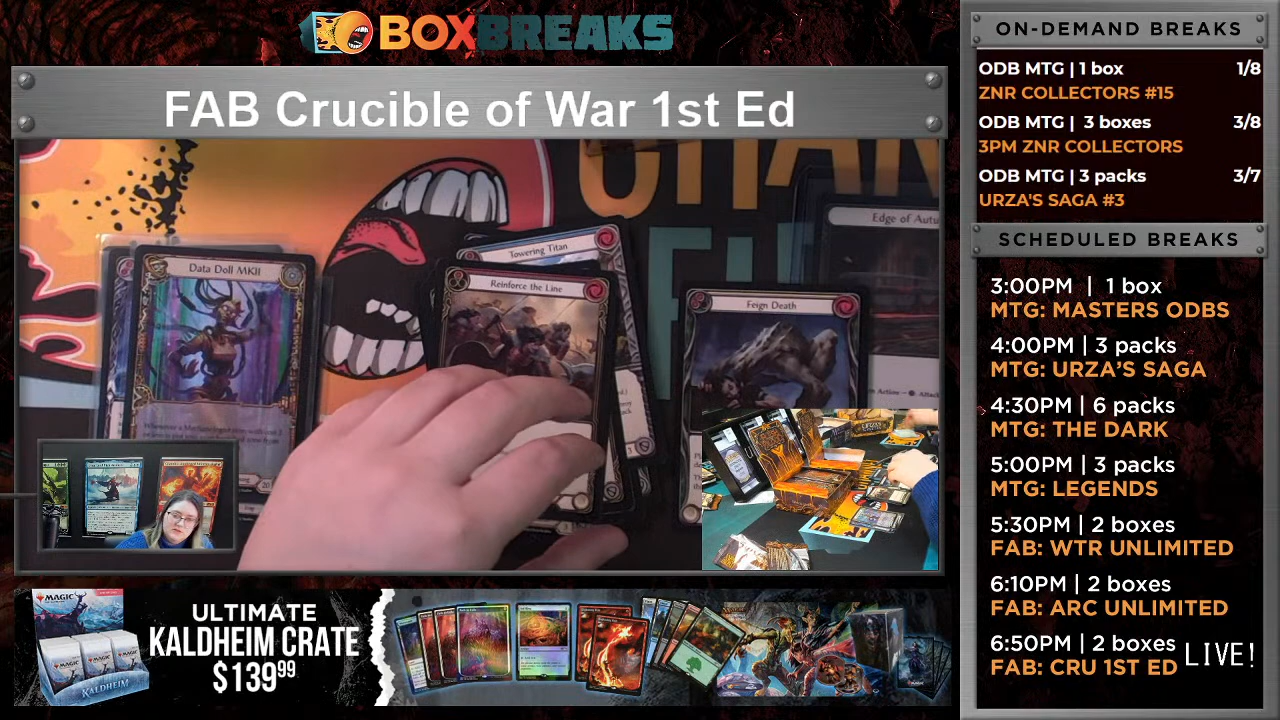 BOXBREAKS
FAB Crucible of War 1st Ed
Data Doll MKII
Towering Titan
Reinforce the Line
Feign Death
Edge of Autu
ON-DEMAND BREAKS
ODB MTG | 1 box 1/8
ZNR COLLECTORS #15
ODB MTG | 3 boxes 3/8
3PM ZNR COLLECTORS
ODB MTG | 3 packs 3/7
URZA'S SAGA #3
SCHEDULED BREAKS
3:00PM | 1 box
MTG: MASTERS ODBS
4:00PM | 3 packs
MTG: URZA'S SAGA
4:30PM | 6 packs
MTG: THE DARK
5:00PM | 3 packs
MTG: LEGENDS
5:30PM | 2 boxes
FAB: WTR UNLIMITED
6:10PM | 2 boxes
FAB: ARC UNLIMITED
6:50PM | 2 boxes
FAB: CRU 1ST ED
LIVE!
MAGIC
KALDHEIM
ULTIMATE
KALDHEIM CRATE
$139.99